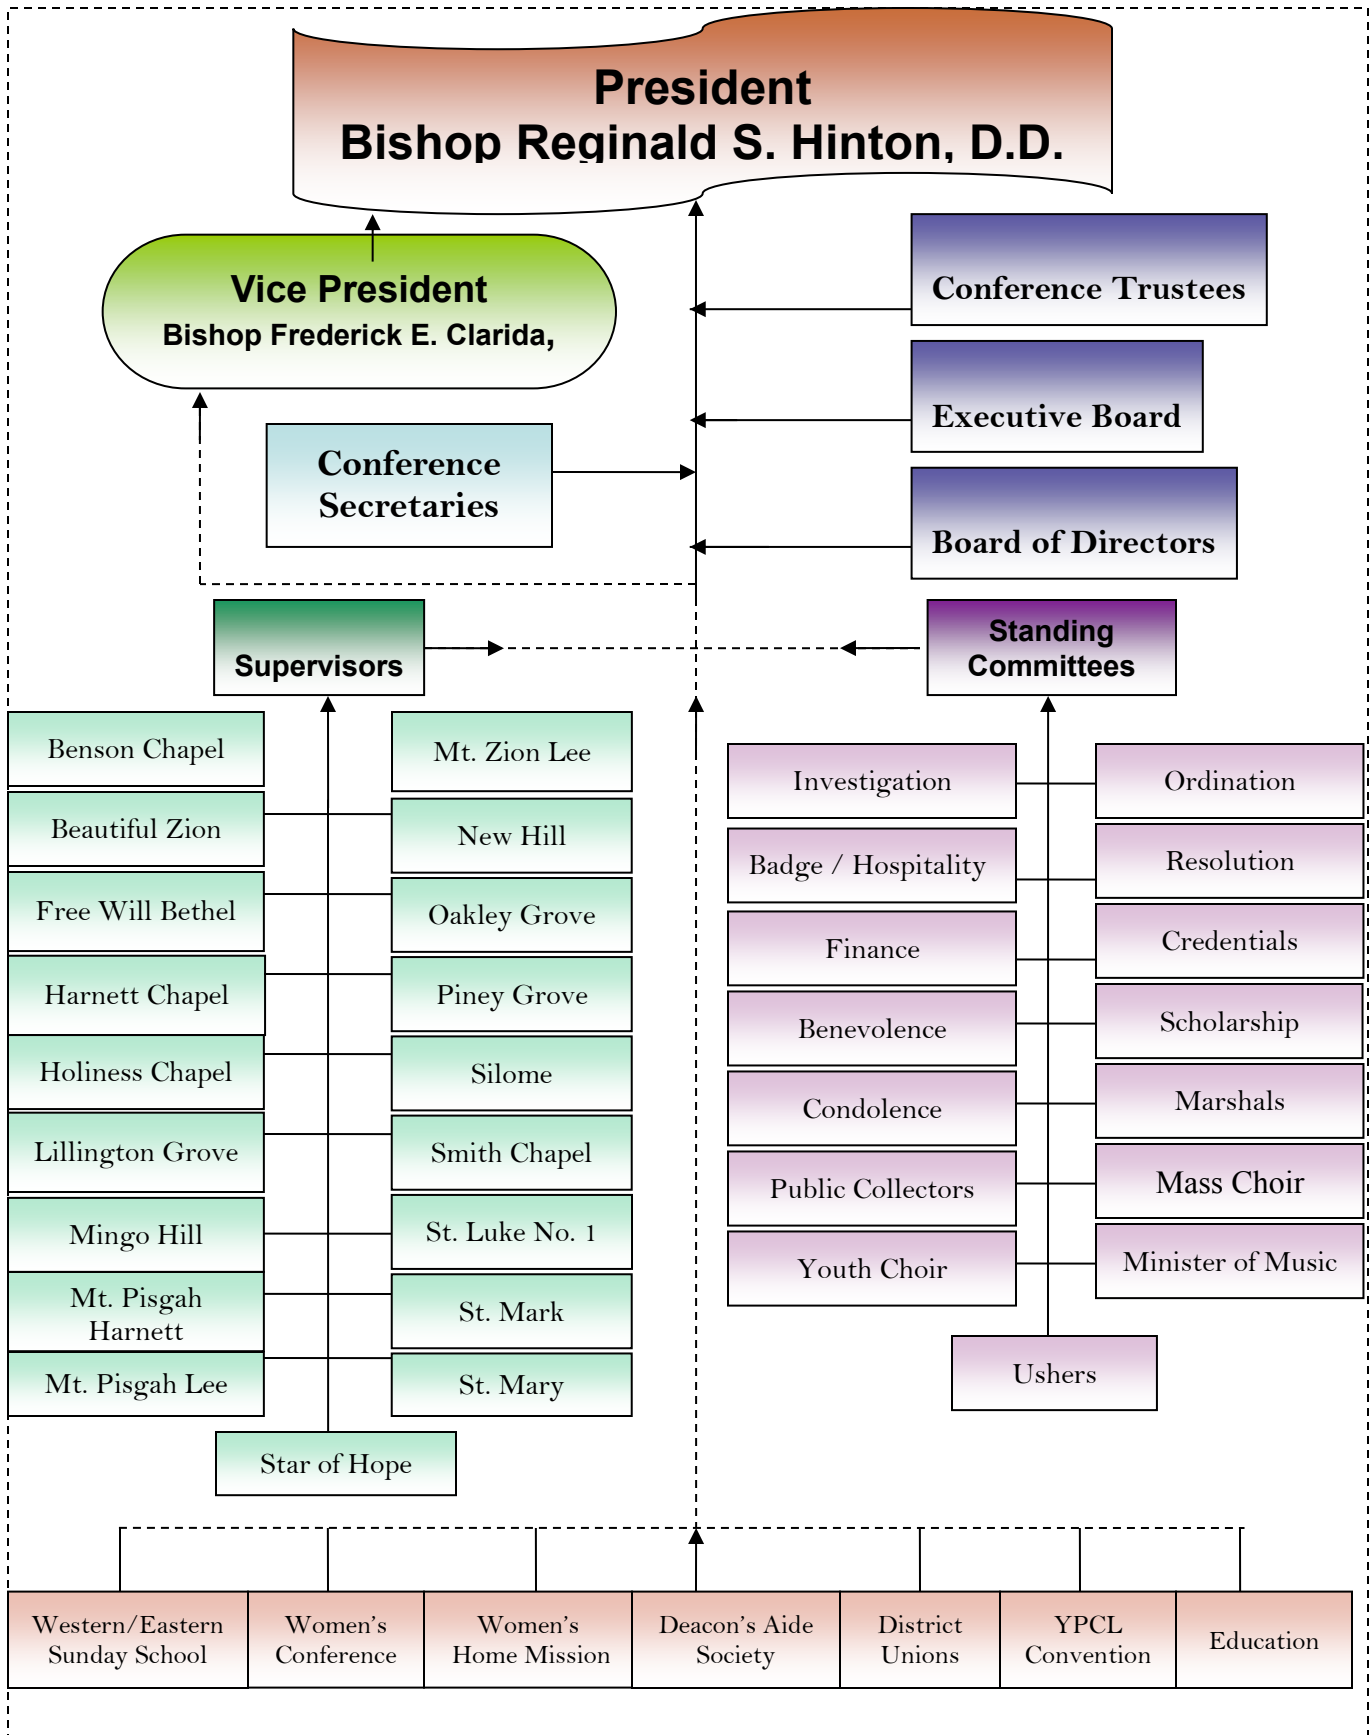 President
Bishop Reginald S. Hinton, D.D.
Vice President
Bishop Frederick E. Clarida,
Conference Trustees
Executive Board
Conference
Secretaries
Board of Directors
Supervisors
Standing
Committees
Benson Chapel
Mt. Zion Lee
Beautiful Zion
New Hill
Free Will Bethel
Oakley Grove
Harnett Chapel
Piney Grove
Holiness Chapel
Silome
Lillington Grove
Smith Chapel
Mingo Hill
St. Luke No. 1
Mt. Pisgah
Harnett
St. Mark
Mt. Pisgah Lee
St. Mary
Star of Hope
Investigation
Ordination
Badge / Hospitality
Resolution
Finance
Credentials
Benevolence
Scholarship
Condolence
Marshals
Public Collectors
Mass Choir
Youth Choir
Minister of Music
Ushers
Western/Eastern
Sunday School
Women's
Conference
Women's
Home Mission
Deacon's Aide
Society
District
Unions
YPCL
Convention
Education